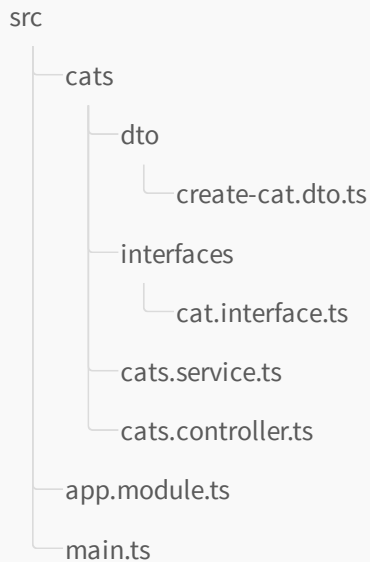 src
cats
dto
create-cat.dto.ts
interfaces
cat.interface.ts
cats.service.ts
cats.controller.ts
app.module.ts
main.ts